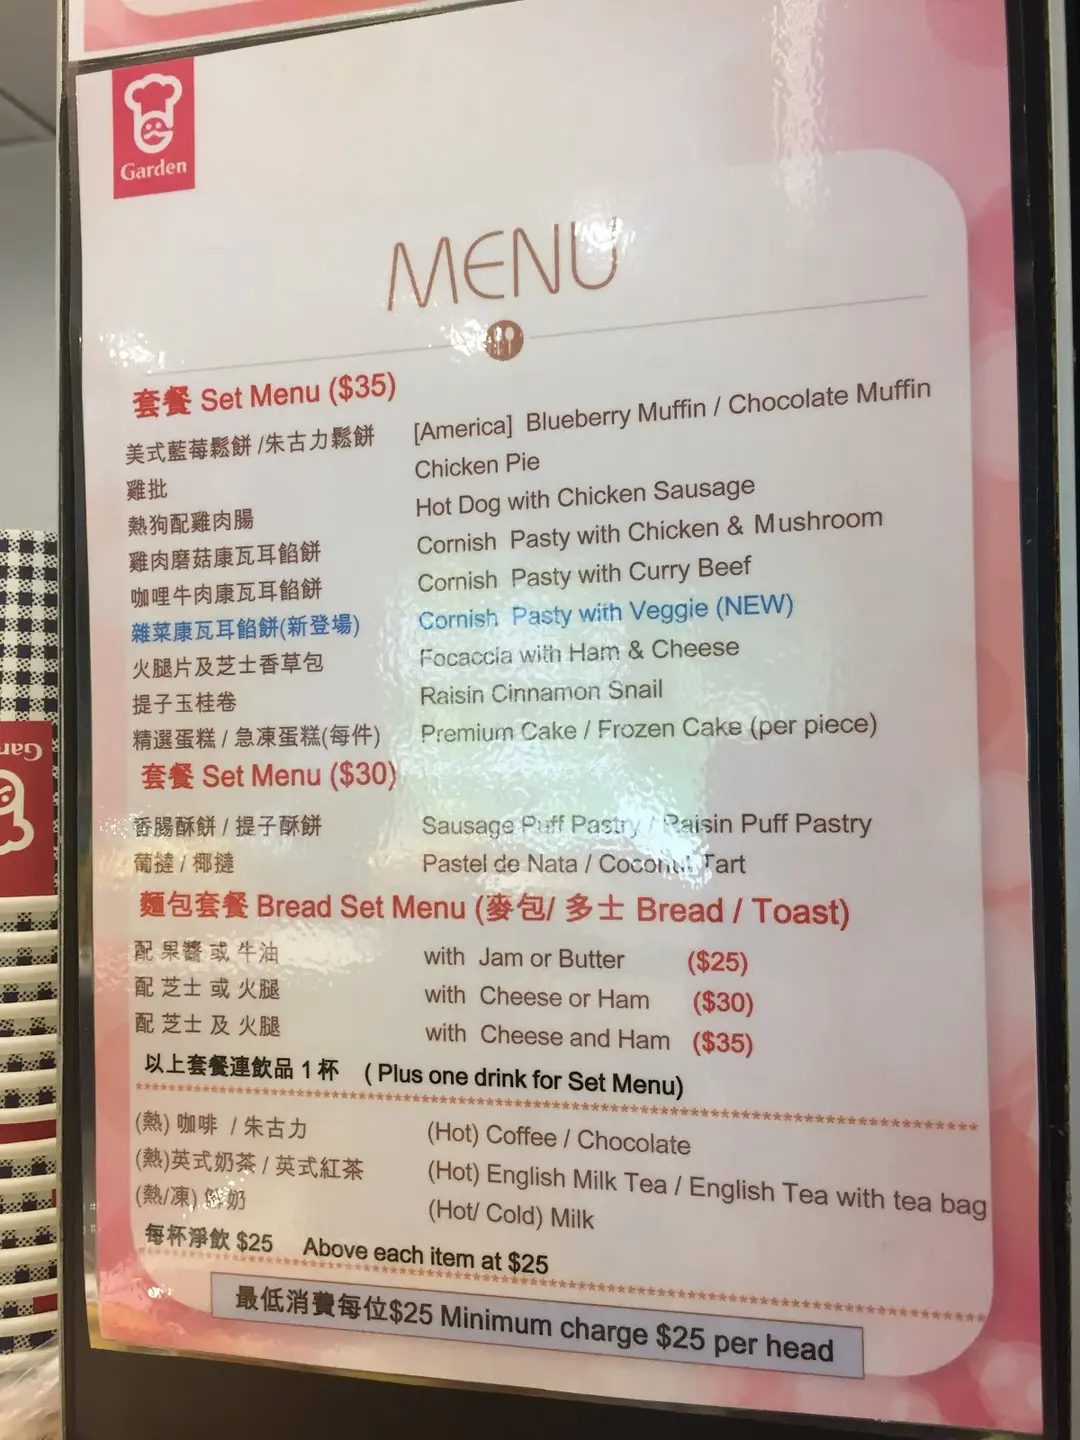 Garden
MENU
套餐 Set Menu ($35)
美式藍莓鬆餅 /朱古力鬆餅 [America] Blueberry Muffin / Chocolate Muffin
雞批 Chicken Pie
熱狗配雞肉腸 Hot Dog with Chicken Sausage
雞肉磨菇康瓦耳餡餅 Cornish Pasty with Chicken & Mushroom
咖喱牛肉康瓦耳餡餅 Cornish Pasty with Curry Beef
雜菜康瓦耳餡餅(新登場) Cornish Pasty with Veggie (NEW)
火腿片及芝士香草包 Focaccia with Ham & Cheese
提子玉桂卷 Raisin Cinnamon Snail
精選蛋糕 / 急凍蛋糕(每件) Premium Cake / Frozen Cake (per piece)
套餐 Set Menu ($30)
香腸酥餅 / 提子酥餅 Sausage Puff Pastry / Raisin Puff Pastry
葡撻 / 椰撻 Pastel de Nata / Coconut Tart
麵包套餐 Bread Set Menu (麥包/ 多士 Bread / Toast)
配 果醬 或 牛油 with Jam or Butter ($25)
配 芝士 或 火腿 with Cheese or Ham ($30)
配 芝士 及 火腿 with Cheese and Ham ($35)
以上套餐連飲品 1 杯 ( Plus one drink for Set Menu)
(熱) 咖啡 / 朱古力 (Hot) Coffee / Chocolate
(熱)英式奶茶 / 英式紅茶 (Hot) English Milk Tea / English Tea with tea bag
(熱/凍) 鮮奶 (Hot/ Cold) Milk
每杯淨飲 $25 Above each item at $25
最低消費每位$25 Minimum charge $25 per head